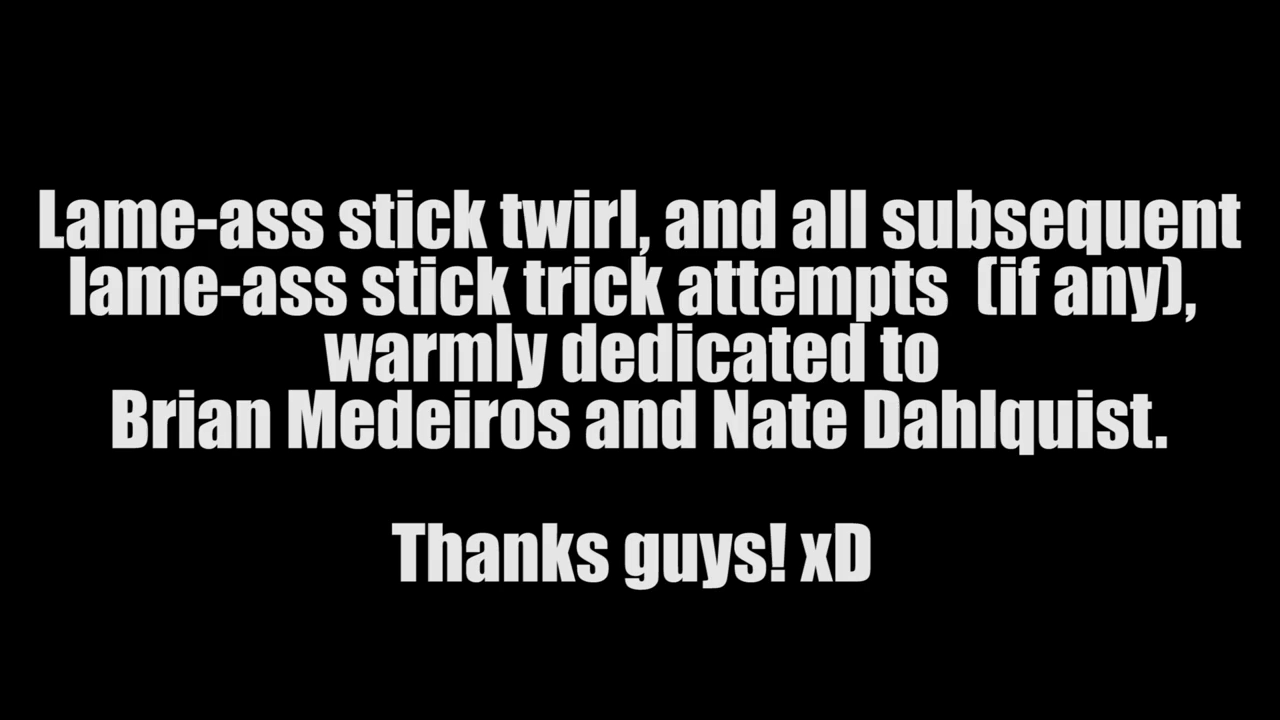 Lame-ass stick twirl, and all subsequent
lame-ass stick trick attempts  (if any),
warmly dedicated to
Brian Medeiros and Nate Dahlquist.
Thanks guys! xD